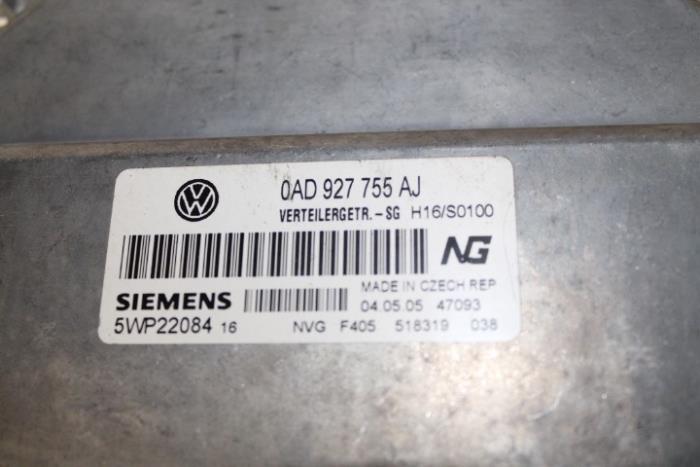 0AD 927 755 AJ
VERTEILERGETR.-SG H16/S0100
NG
MADE IN CZECH REP
SIEMENS 04.05.05 47093
5WP22084 16 NVG F405 518319 038